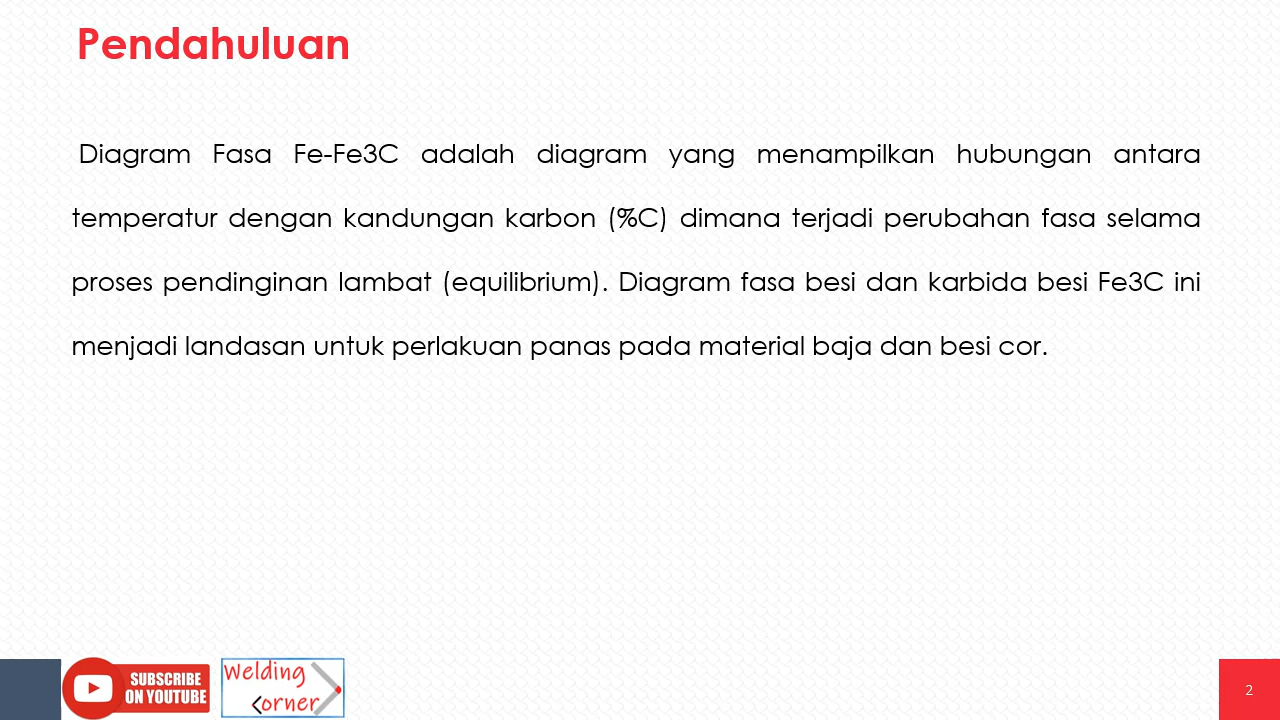 Pendahuluan
Diagram Fasa Fe-Fe3C adalah diagram yang menampilkan hubungan antara
temperatur dengan kandungan karbon (%C) dimana terjadi perubahan fasa selama
proses pendinginan lambat (equilibrium). Diagram fasa besi dan karbida besi Fe3C ini
menjadi landasan untuk perlakuan panas pada material baja dan besi cor.
SUBSCRIBE
ON YOUTUBE
Welding
Corner
2